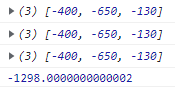 ▶(3) [-400, -650, -130]
▶(3) [-400, -650, -130]
▶(3) [-400, -650, -130]
-1298.0000000000002